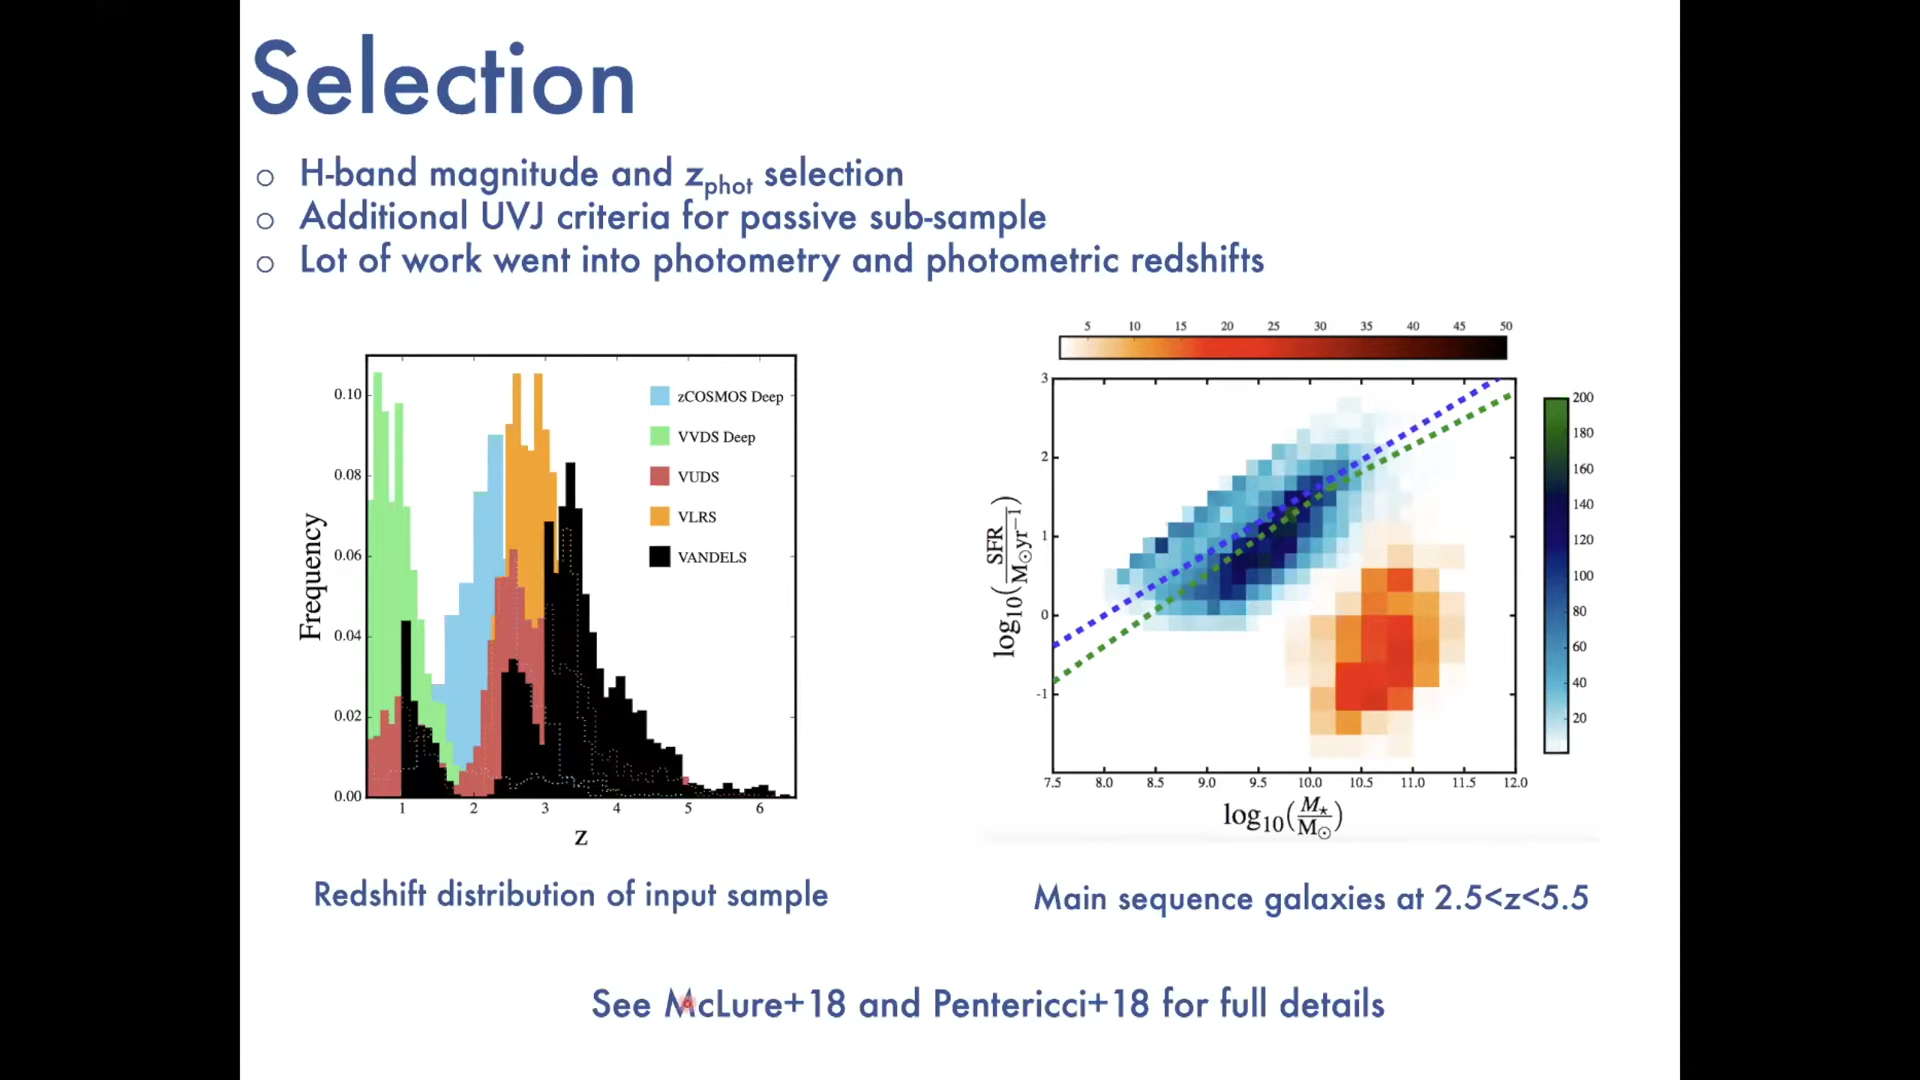 Selection
H-band magnitude and zphot selection
Additional UVJ criteria for passive sub-sample
Lot of work went into photometry and photometric redshifts
zCOSMOS Deep
VVDS Deep
VUDS
VLRS
VANDELS
0.10
0.08
0.06
0.04
0.02
0.00
Frequency
1 2 3 4 5 6
z
Redshift distribution of input sample
5 10 15 20 25 30 35 40 45 50
3
2
1
0
-1
log10(SFR/M⊙yr−1)
7.5 8.0 8.5 9.0 9.5 10.0 10.5 11.0 11.5 12.0
log10(M⋆/M⊙)
200
180
160
140
120
100
80
60
40
20
Main sequence galaxies at 2.5<z<5.5
See McLure+18 and Pentericci+18 for full details